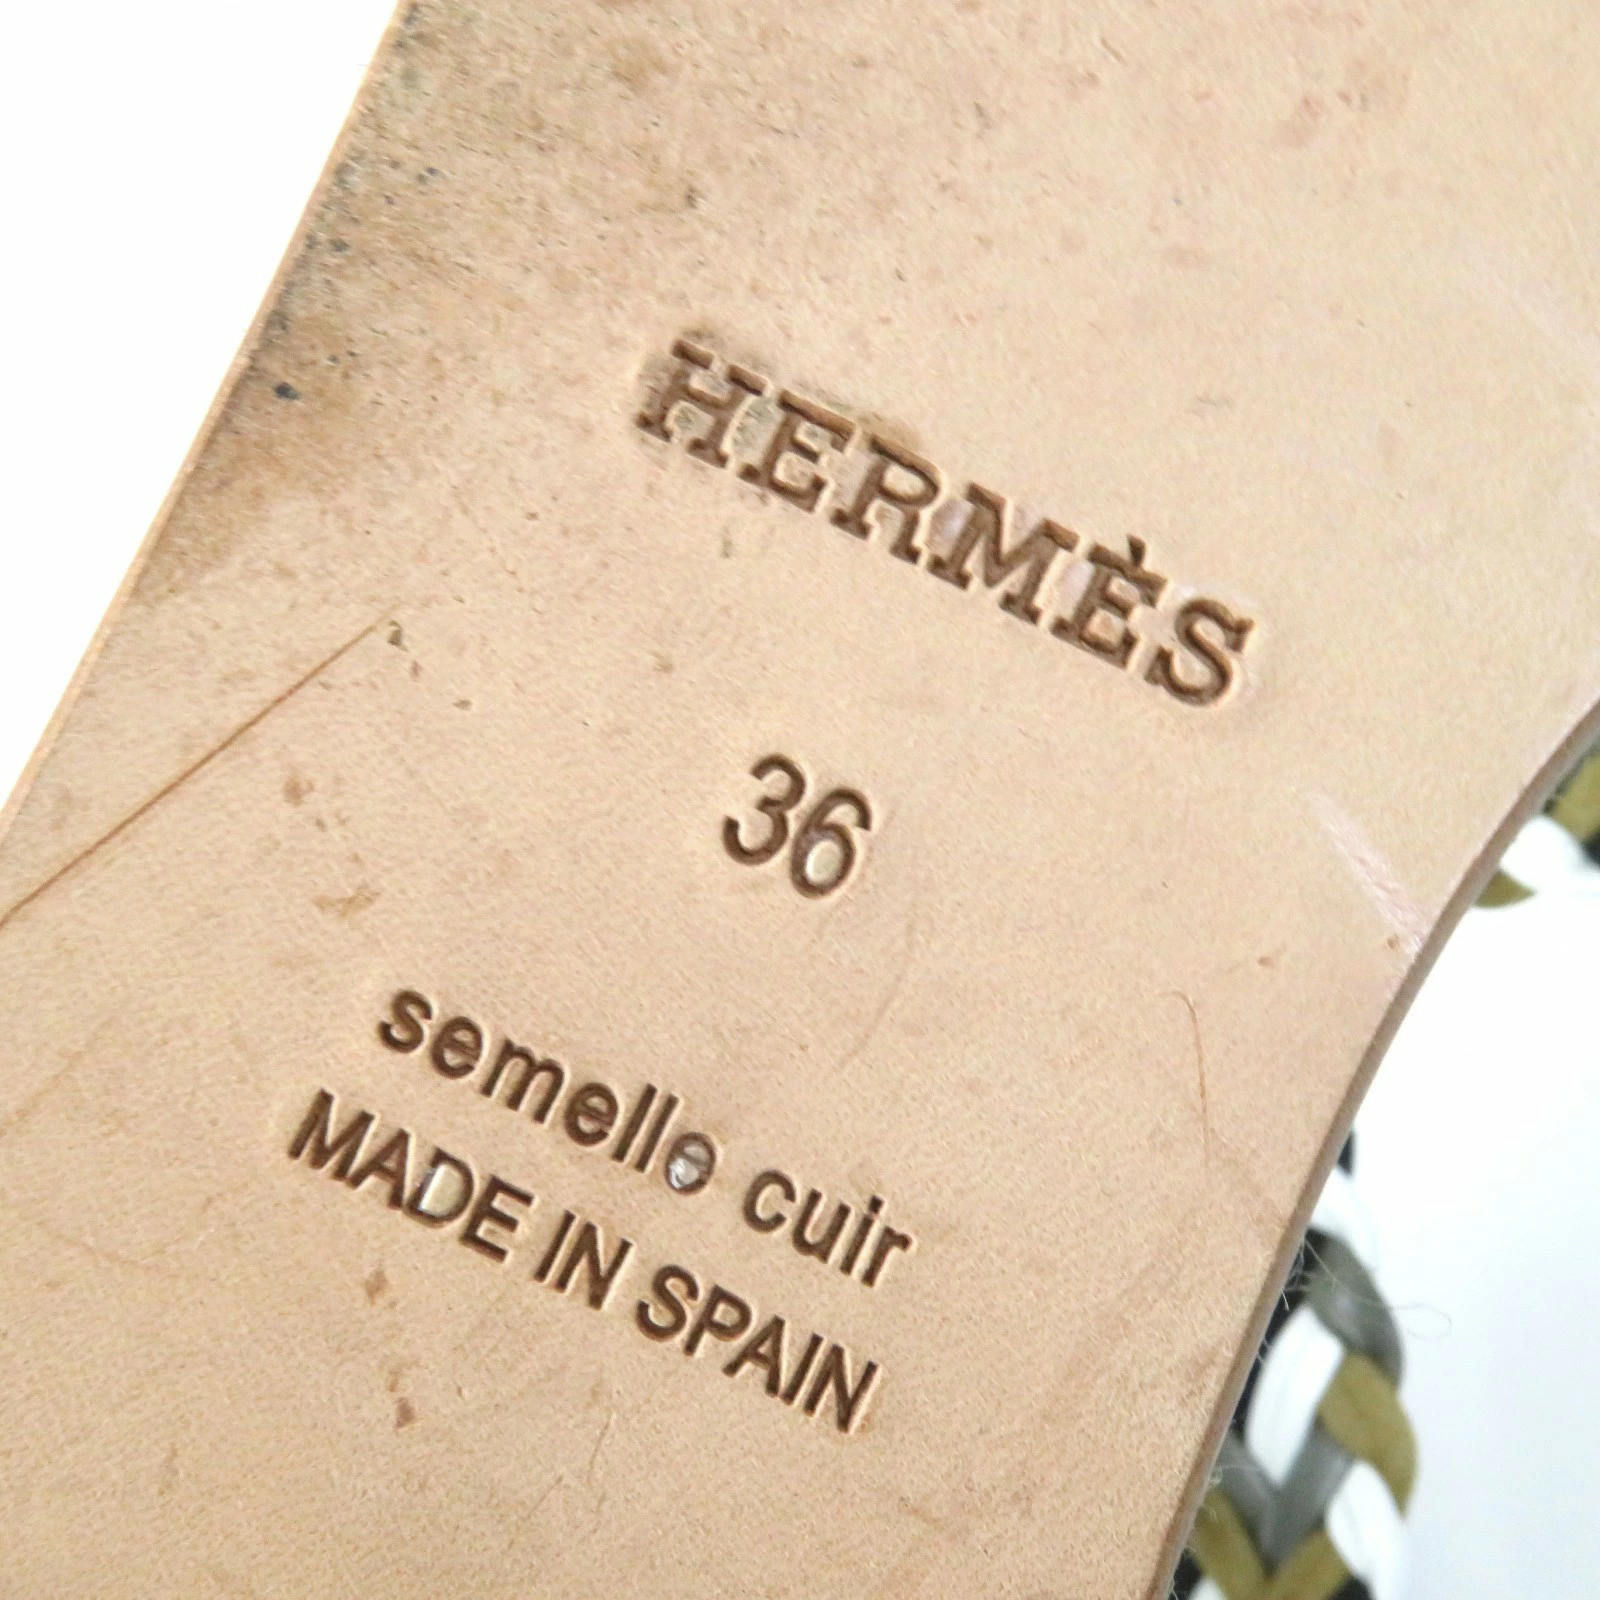 HERMÈS
36
semelle cuir
MADE IN SPAIN